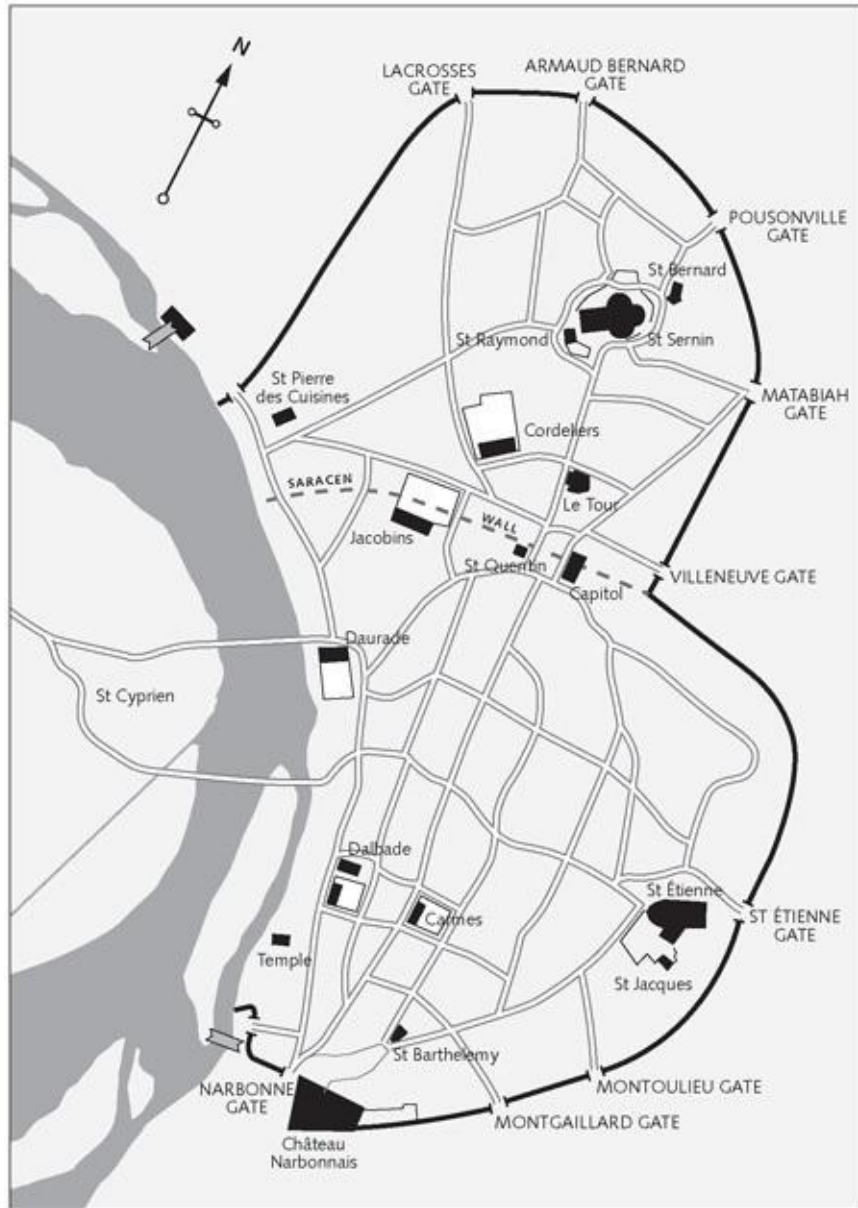 N
LACROSSES
GATE
ARMAUD BERNARD
GATE
POUSONVILLE
GATE
St Bernard
St Raymond
St Sernin
St Pierre
des Cuisines
MATABIAH
GATE
Cordeliers
SARACEN
Le Tour
WALL
Jacobins
St Quentin
Capitol
VILLENEUVE GATE
Daurade
St Cyprien
Dalbade
St Étienne
Calmes
ST ÉTIENNE
GATE
Temple
St Jacques
St Barthelemy
NARBONNE
GATE
MONTOULIEU GATE
MONTGAILLARD GATE
Château
Narbonnais